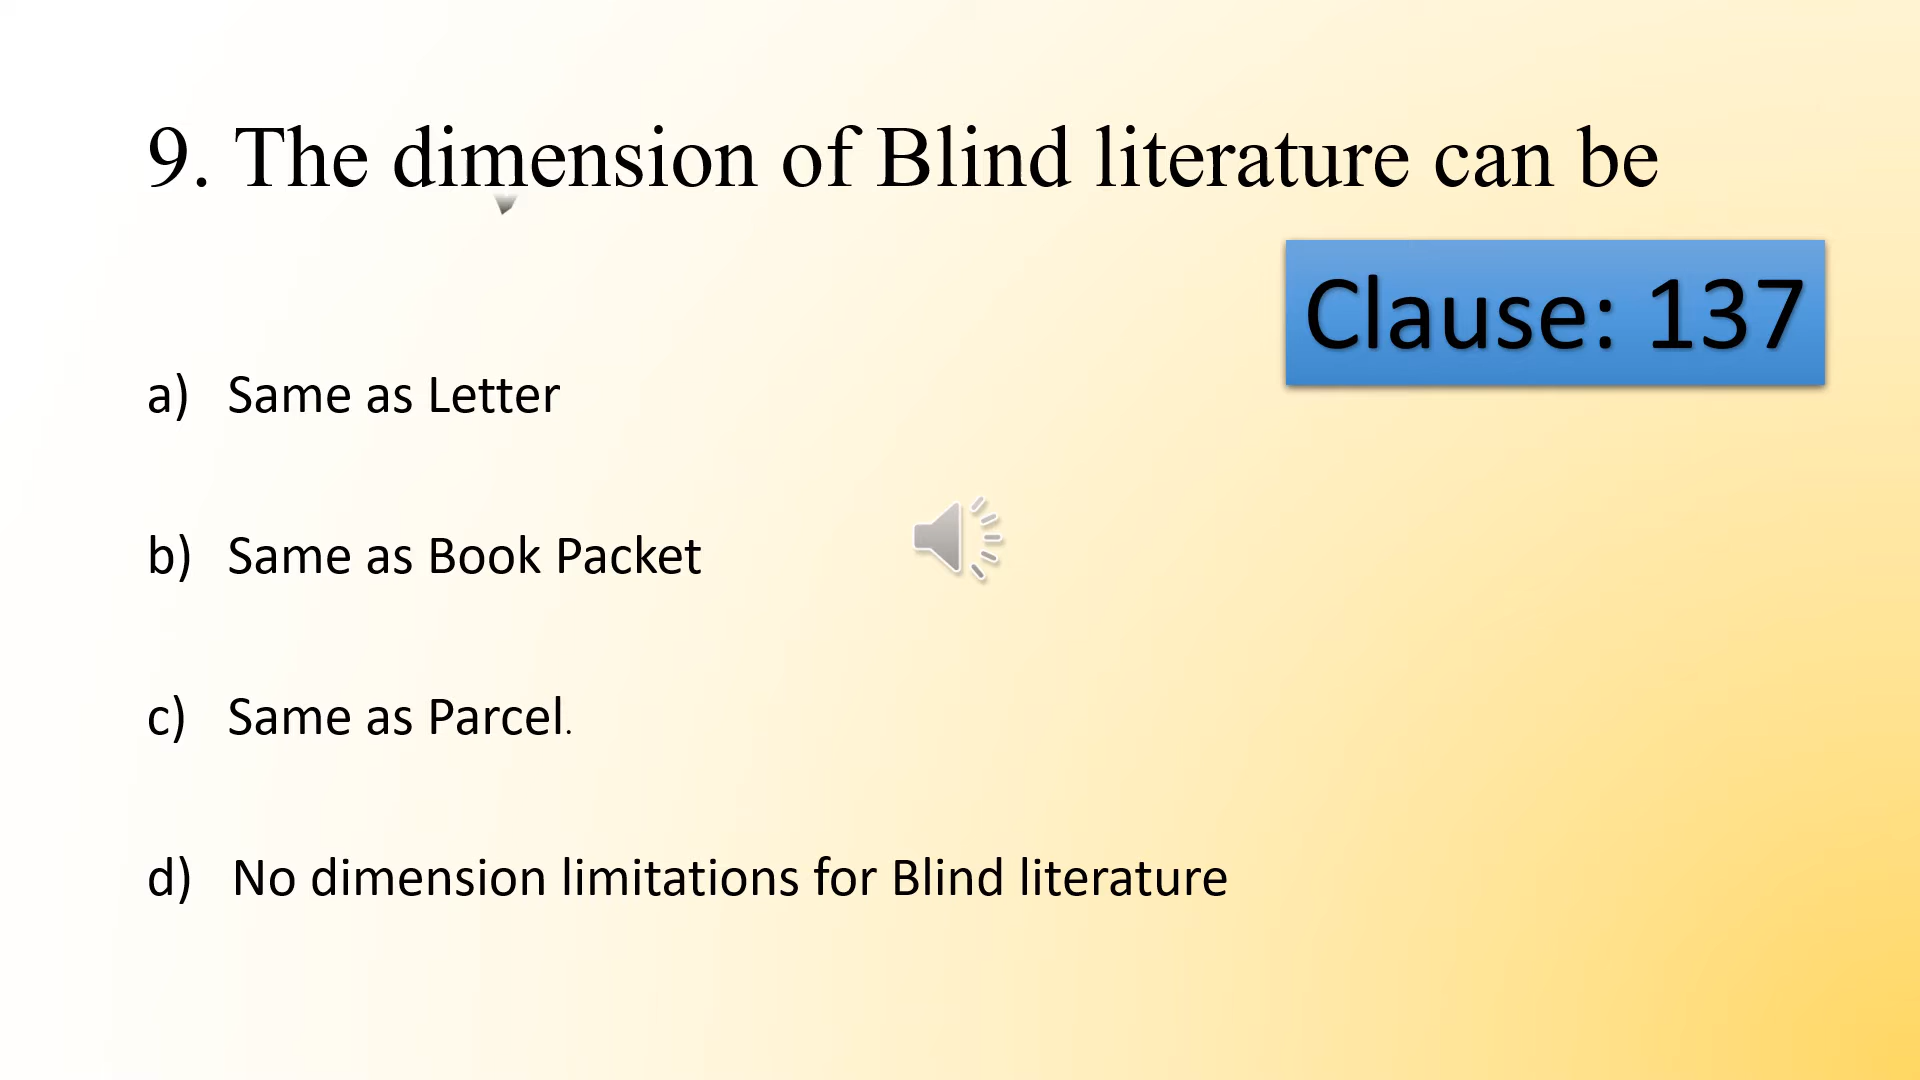 9. The dimension of Blind literature can be
Clause: 137
a) Same as Letter
b) Same as Book Packet
c) Same as Parcel.
d) No dimension limitations for Blind literature